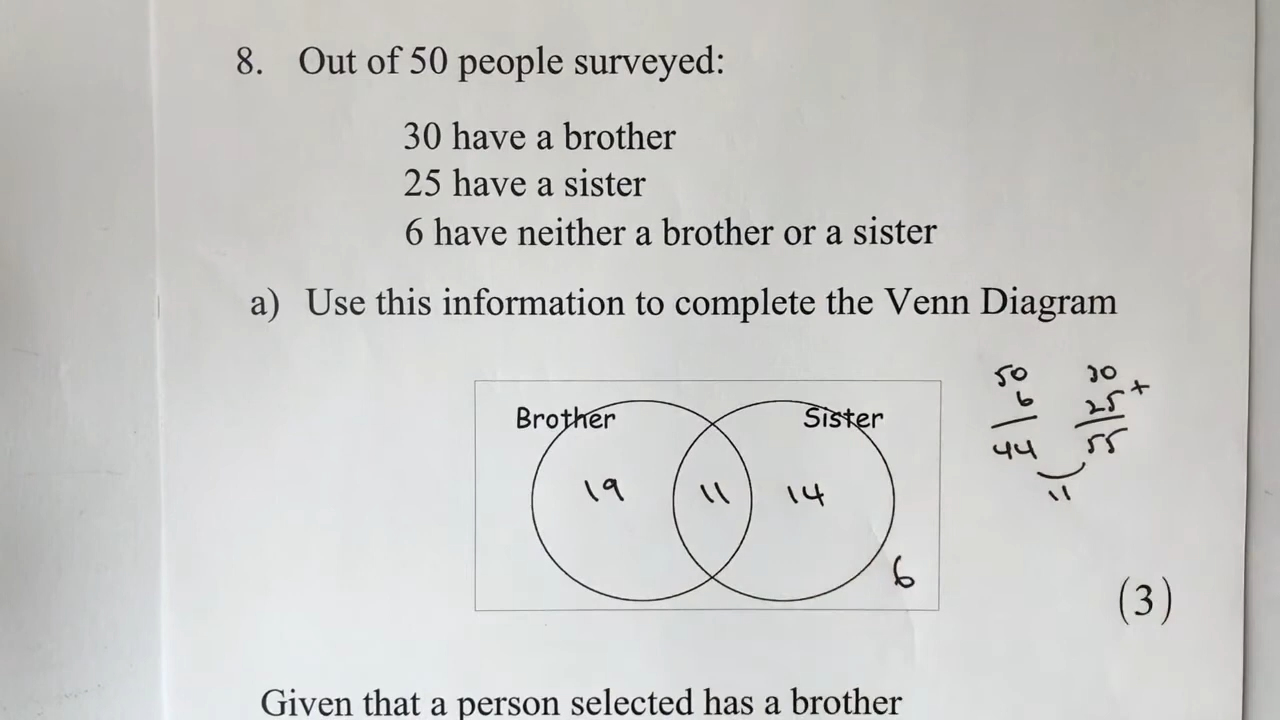 8. Out of 50 people surveyed:
30 have a brother
25 have a sister
6 have neither a brother or a sister
a) Use this information to complete the Venn Diagram
Brother Sister
19 11 14
6
50 30
6 25 +
44 55
11
(3)
Given that a person selected has a brother